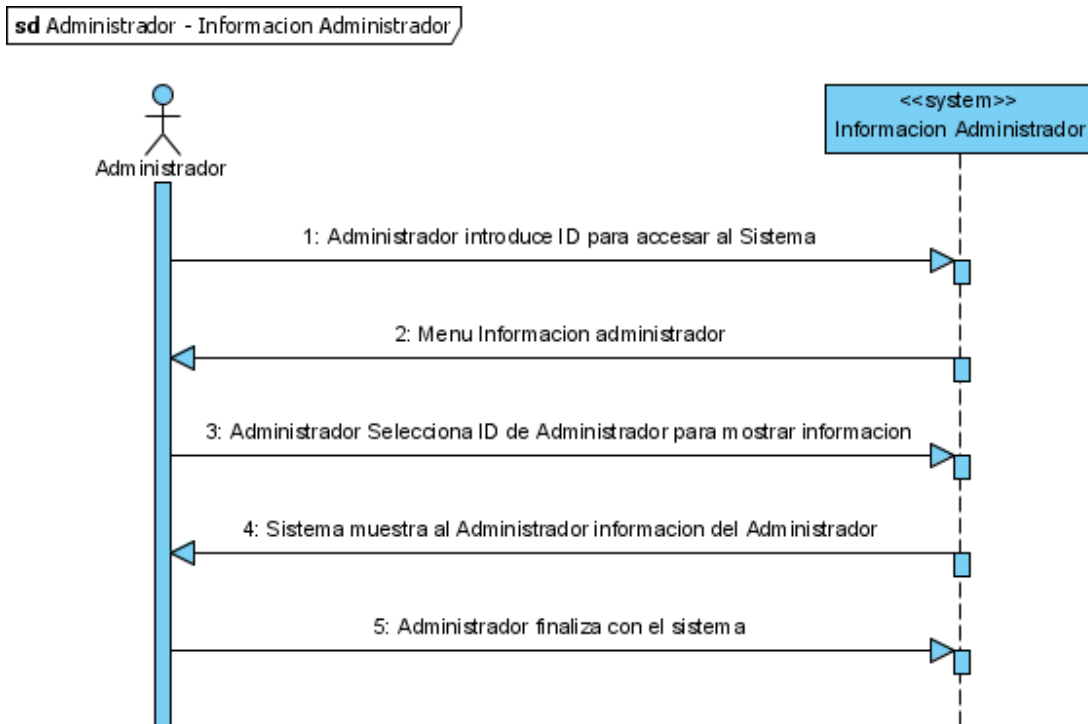 sd Administrador - Informacion Administrador
<<system>>
Informacion Administrador
Administrador
1: Administrador introduce ID para accesar al Sistema
2: Menu Informacion administrador
3: Administrador Selecciona ID de Administrador para mostrar informacion
4: Sistema muestra al Administrador informacion del Administrador
5: Administrador finaliza con el sistema